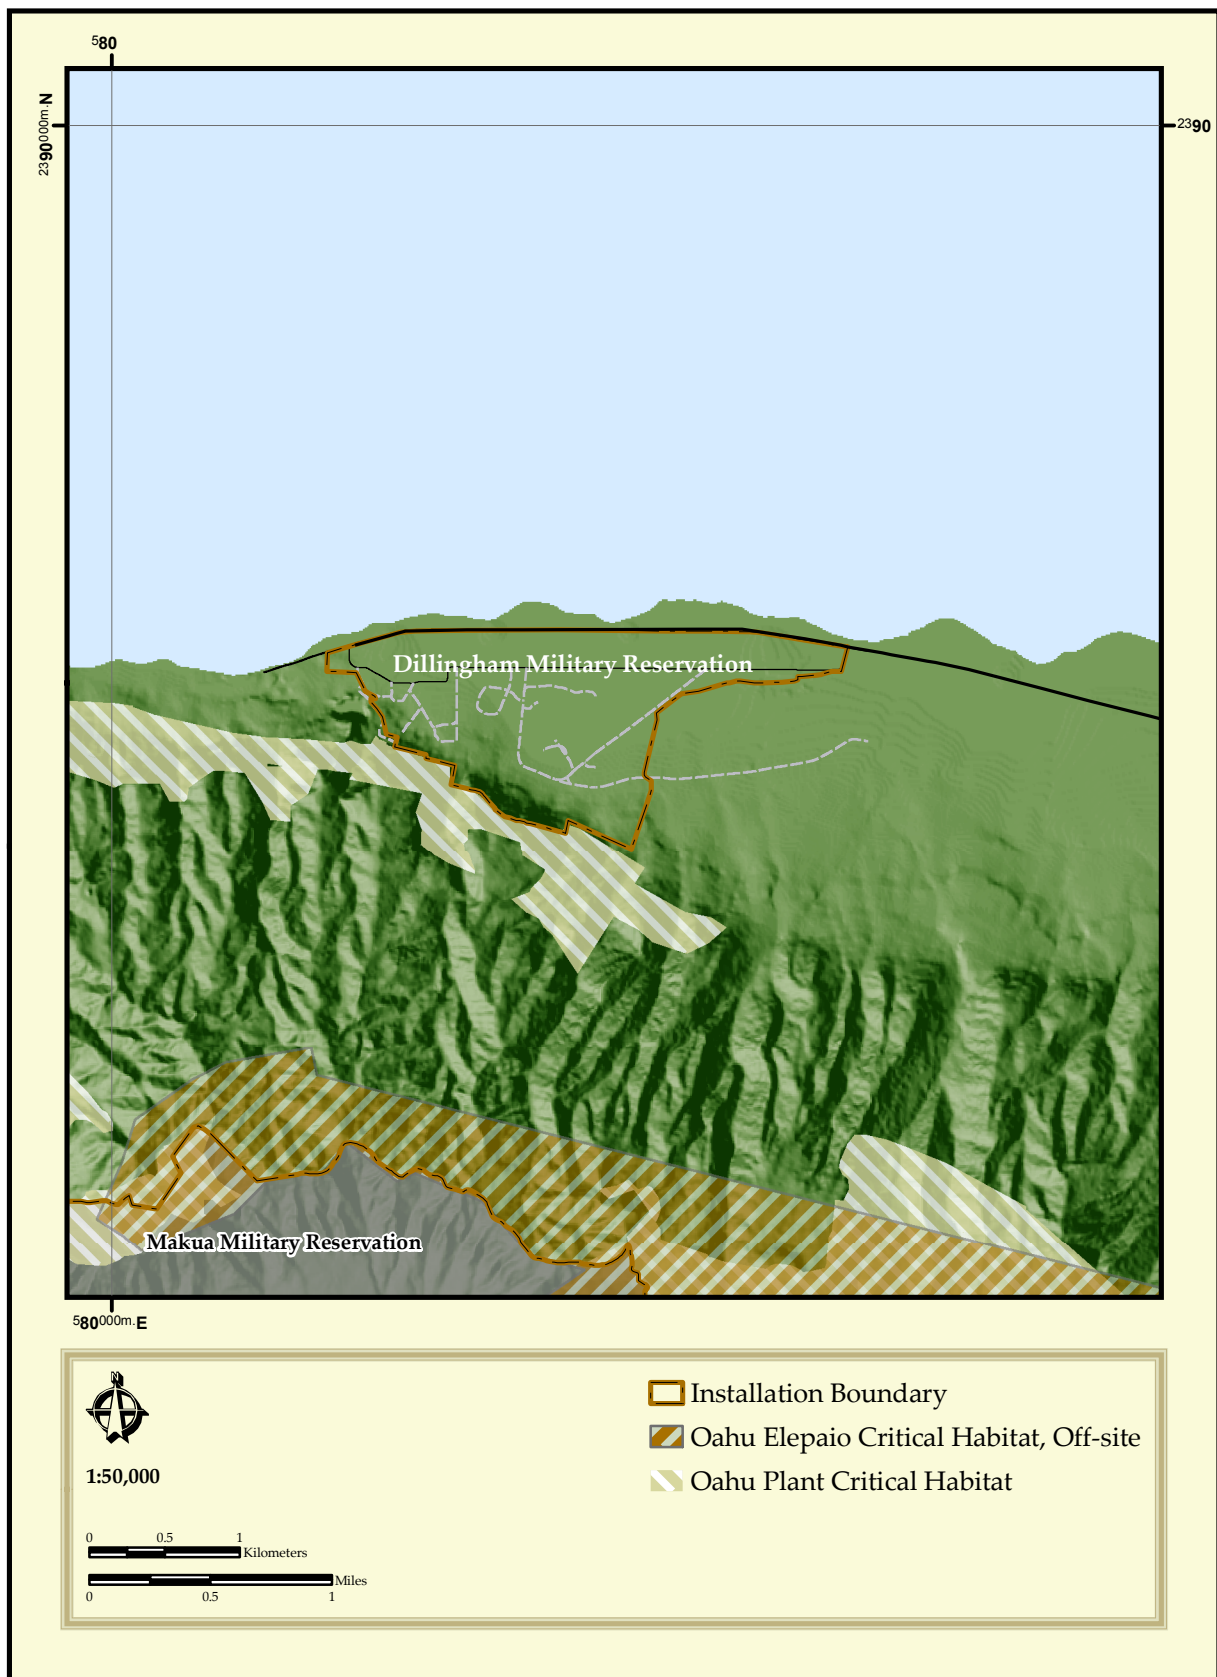 580
2390000m.N
2390
Dillingham Military Reservation
Makua Military Reservation
580000m.E
N
Installation Boundary
Oahu Elepaio Critical Habitat, Off-site
Oahu Plant Critical Habitat
1:50,000
0 0.5 1
Kilometers
Miles
0 0.5 1